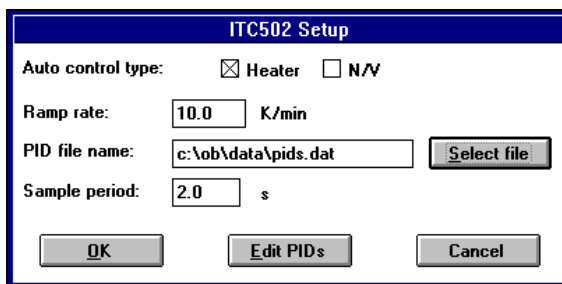 ITC502 Setup
Auto control type: Heater N/V
Ramp rate: 10.0 K/min
PID file name: c:\ob\data\pids.dat Select file
Sample period: 2.0 s
OK Edit PIDs Cancel